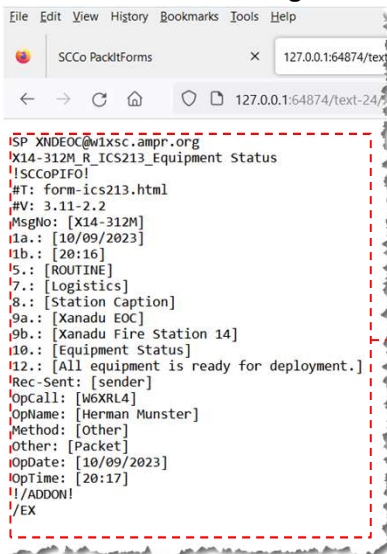 File Edit View History Bookmarks Tools Help
SCCo PackItForms × 127.0.0.1:64874/tex
127.0.0.1:64874/text-24/
SP XNDEOC@w1xsc.ampr.org
X14-312M_R_ICS213_Equipment Status
!SCCoPIFO!
#T: form-ics213.html
#V: 3.11-2.2
MsgNo: [X14-312M]
1a.: [10/09/2023]
1b.: [20:16]
5.: [ROUTINE]
7.: [Logistics]
8.: [Station Caption]
9a.: [Xanadu EOC]
9b.: [Xanadu Fire Station 14]
10.: [Equipment Status]
12.: [All equipment is ready for deployment.]
Rec-Sent: [sender]
OpCall: [W6XRL4]
OpName: [Herman Munster]
Method: [Other]
Other: [Packet]
OpDate: [10/09/2023]
OpTime: [20:17]
!/ADDON!
/EX